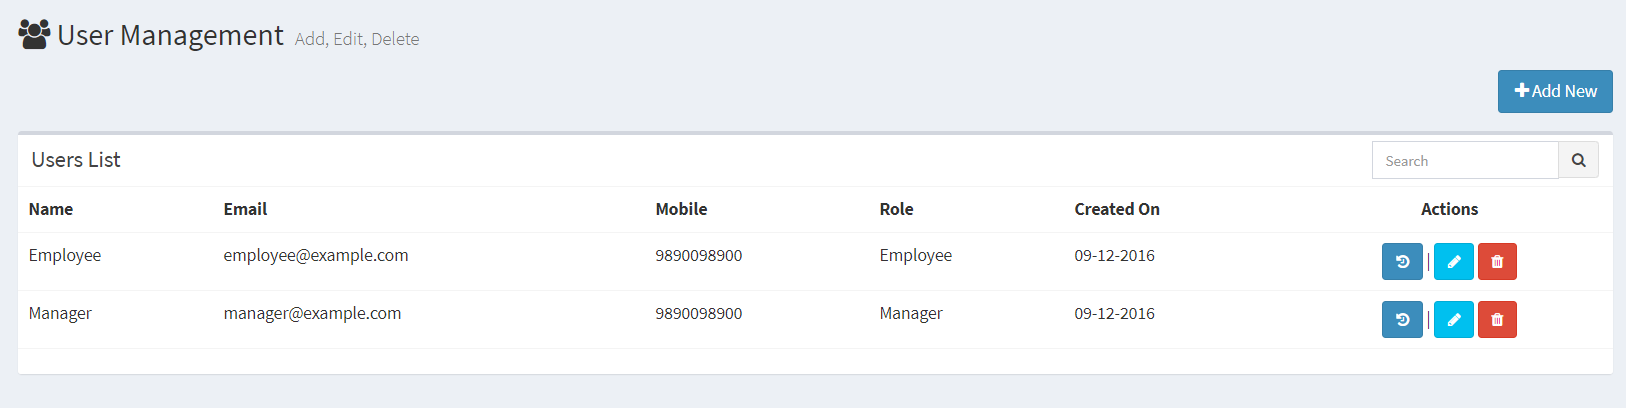 User Management Add, Edit, Delete
Add New
Users List
Search
Name Email Mobile Role Created On Actions
Employee employee@example.com 9890098900 Employee 09-12-2016
Manager manager@example.com 9890098900 Manager 09-12-2016